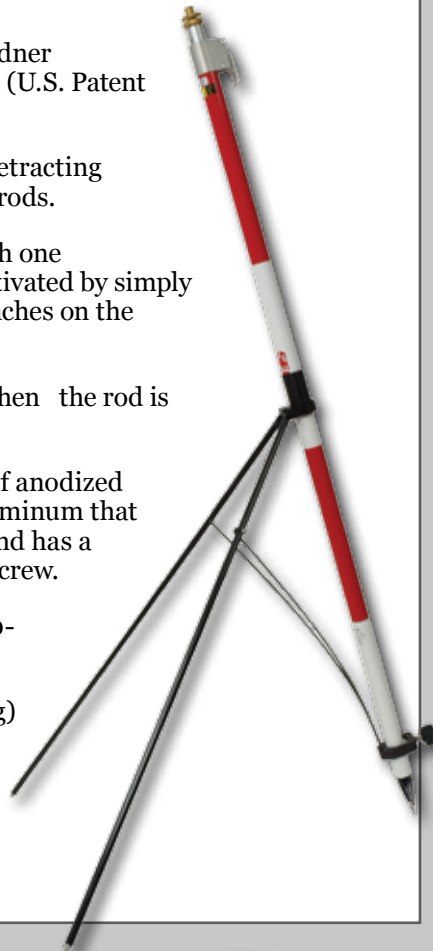 dner
(U.S. Patent
etracting
rods.
h one
tivated by simply
nches on the
hen the rod is
f anodized
minum that
nd has a
crew.
-
g)